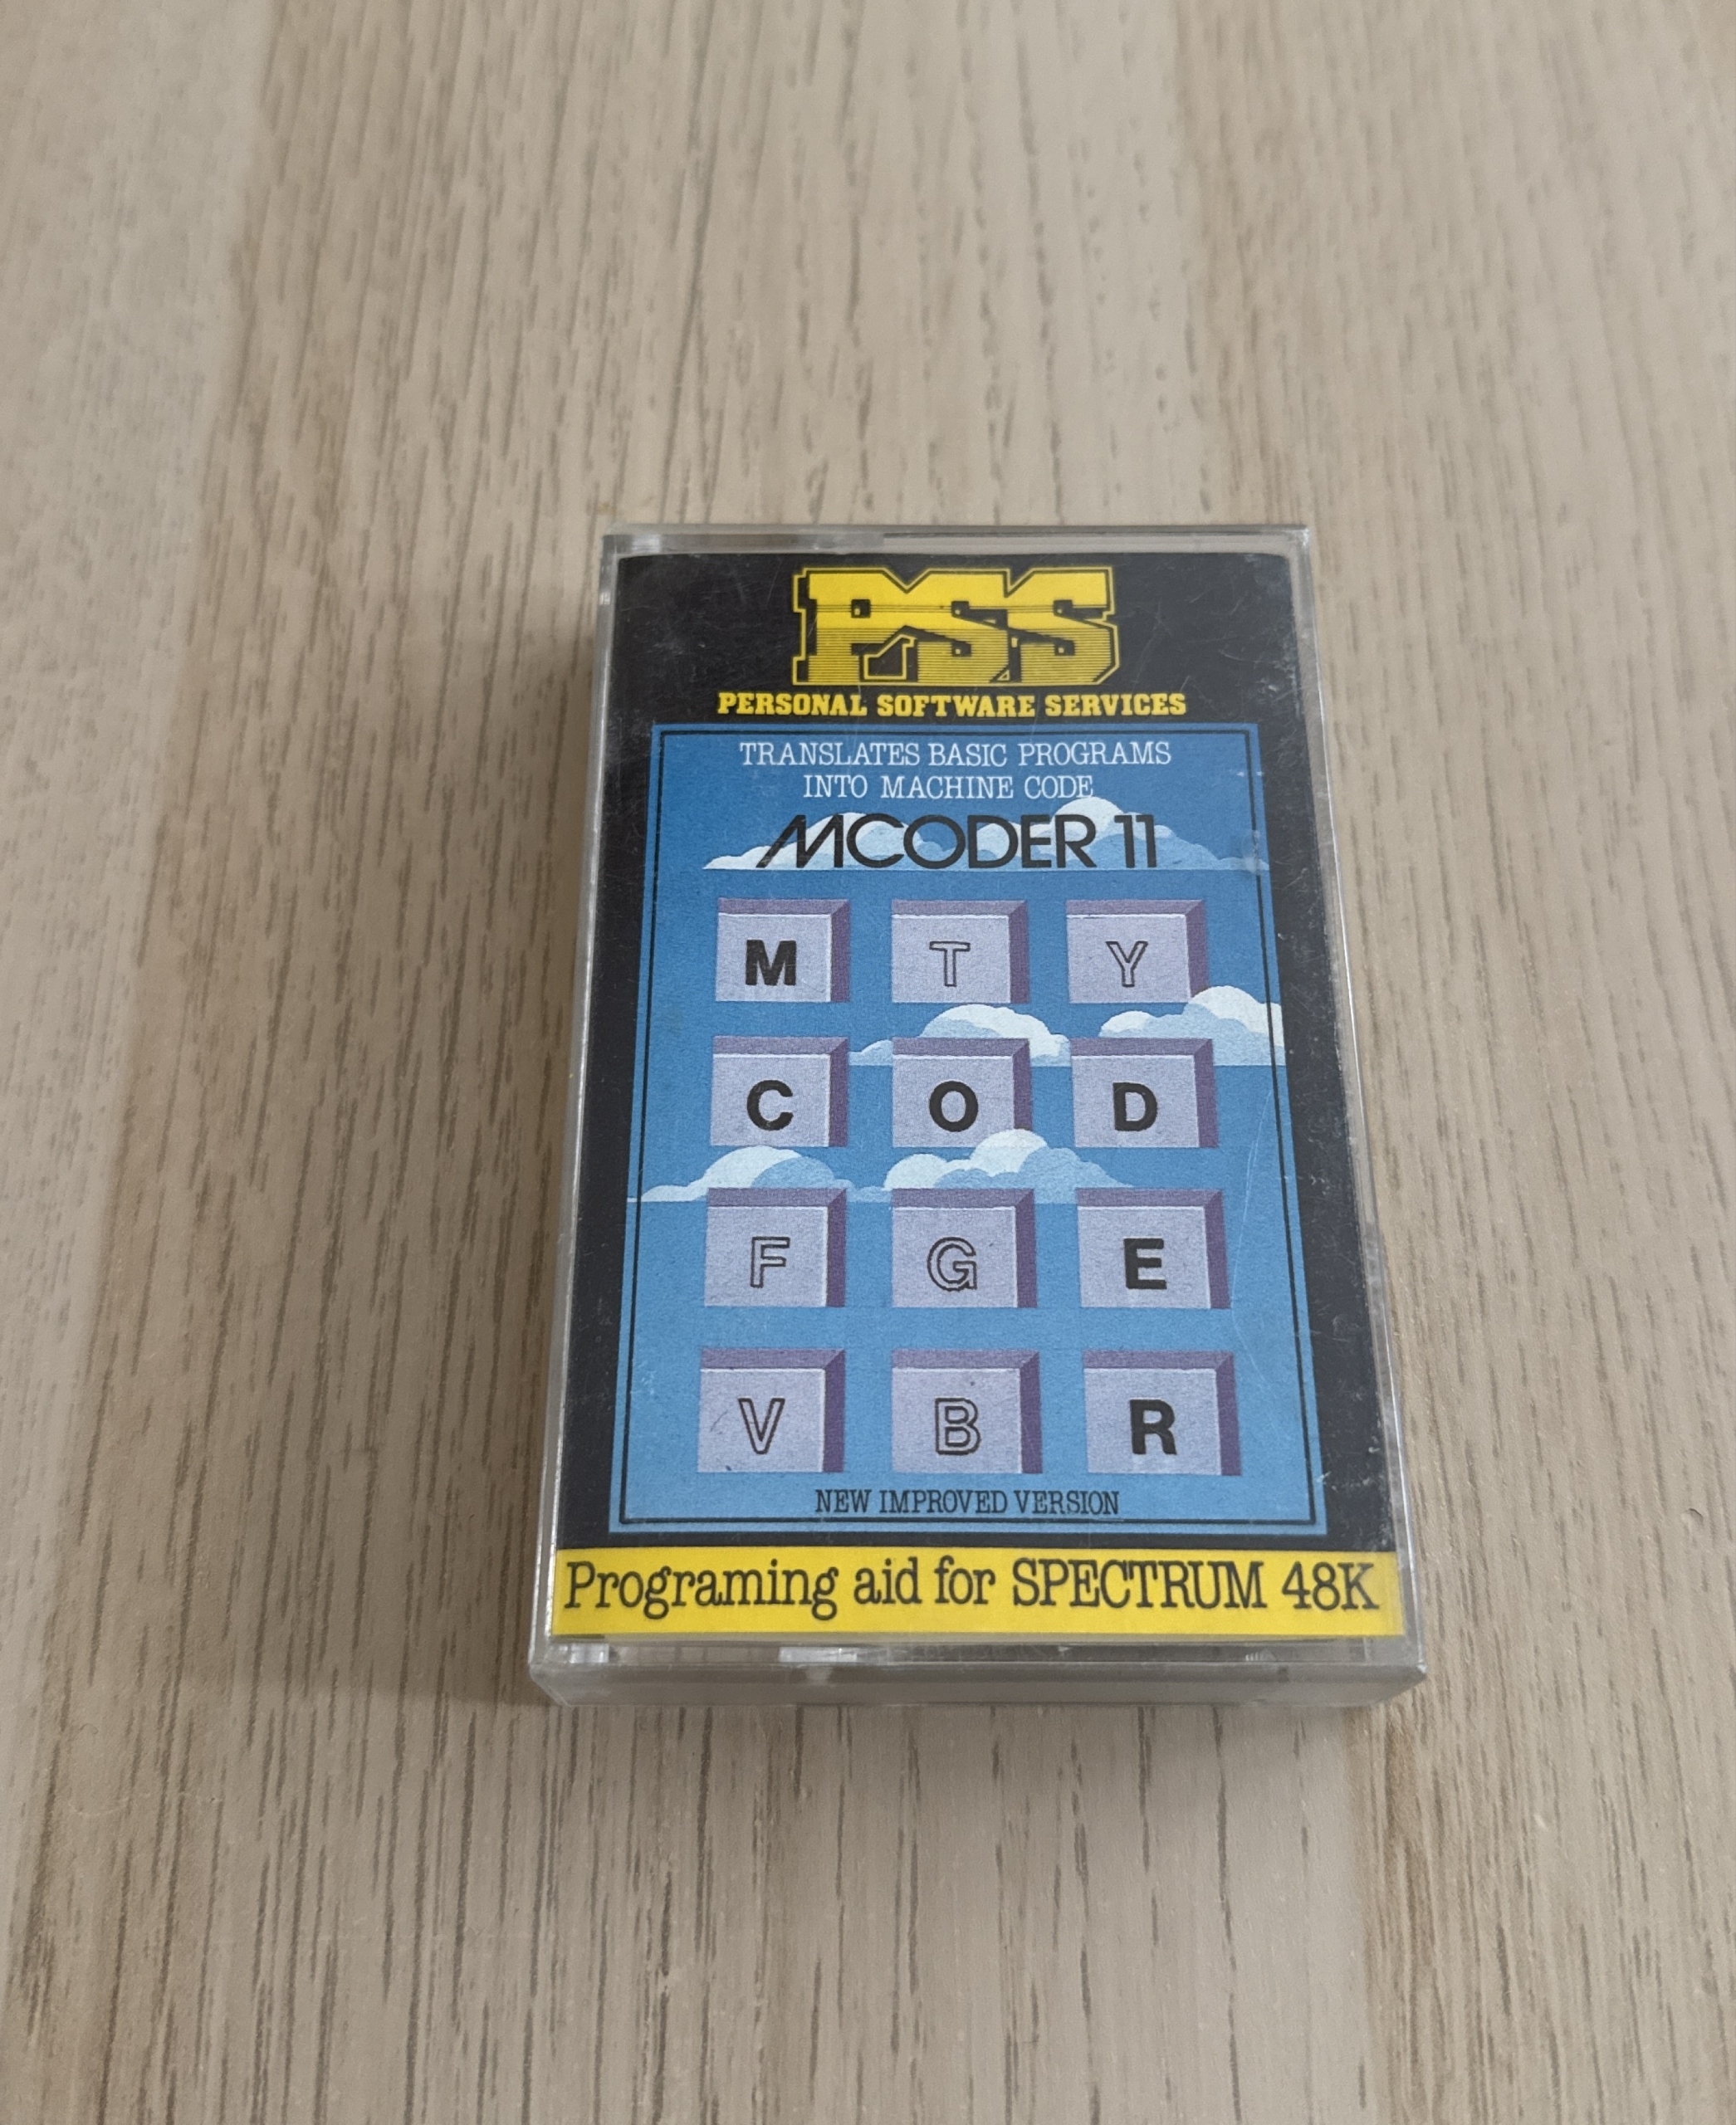 PSS
PERSONAL SOFTWARE SERVICES
TRANSLATES BASIC PROGRAMS
INTO MACHINE CODE
MCODER 11
M T Y
C O D
F G E
V B R
NEW IMPROVED VERSION
Programing aid for SPECTRUM 48K